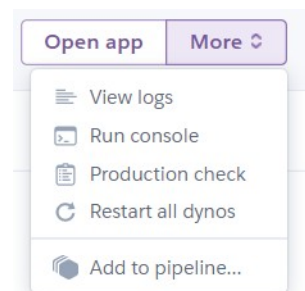 Open app More
View logs
Run console
Production check
Restart all dynos
Add to pipeline...